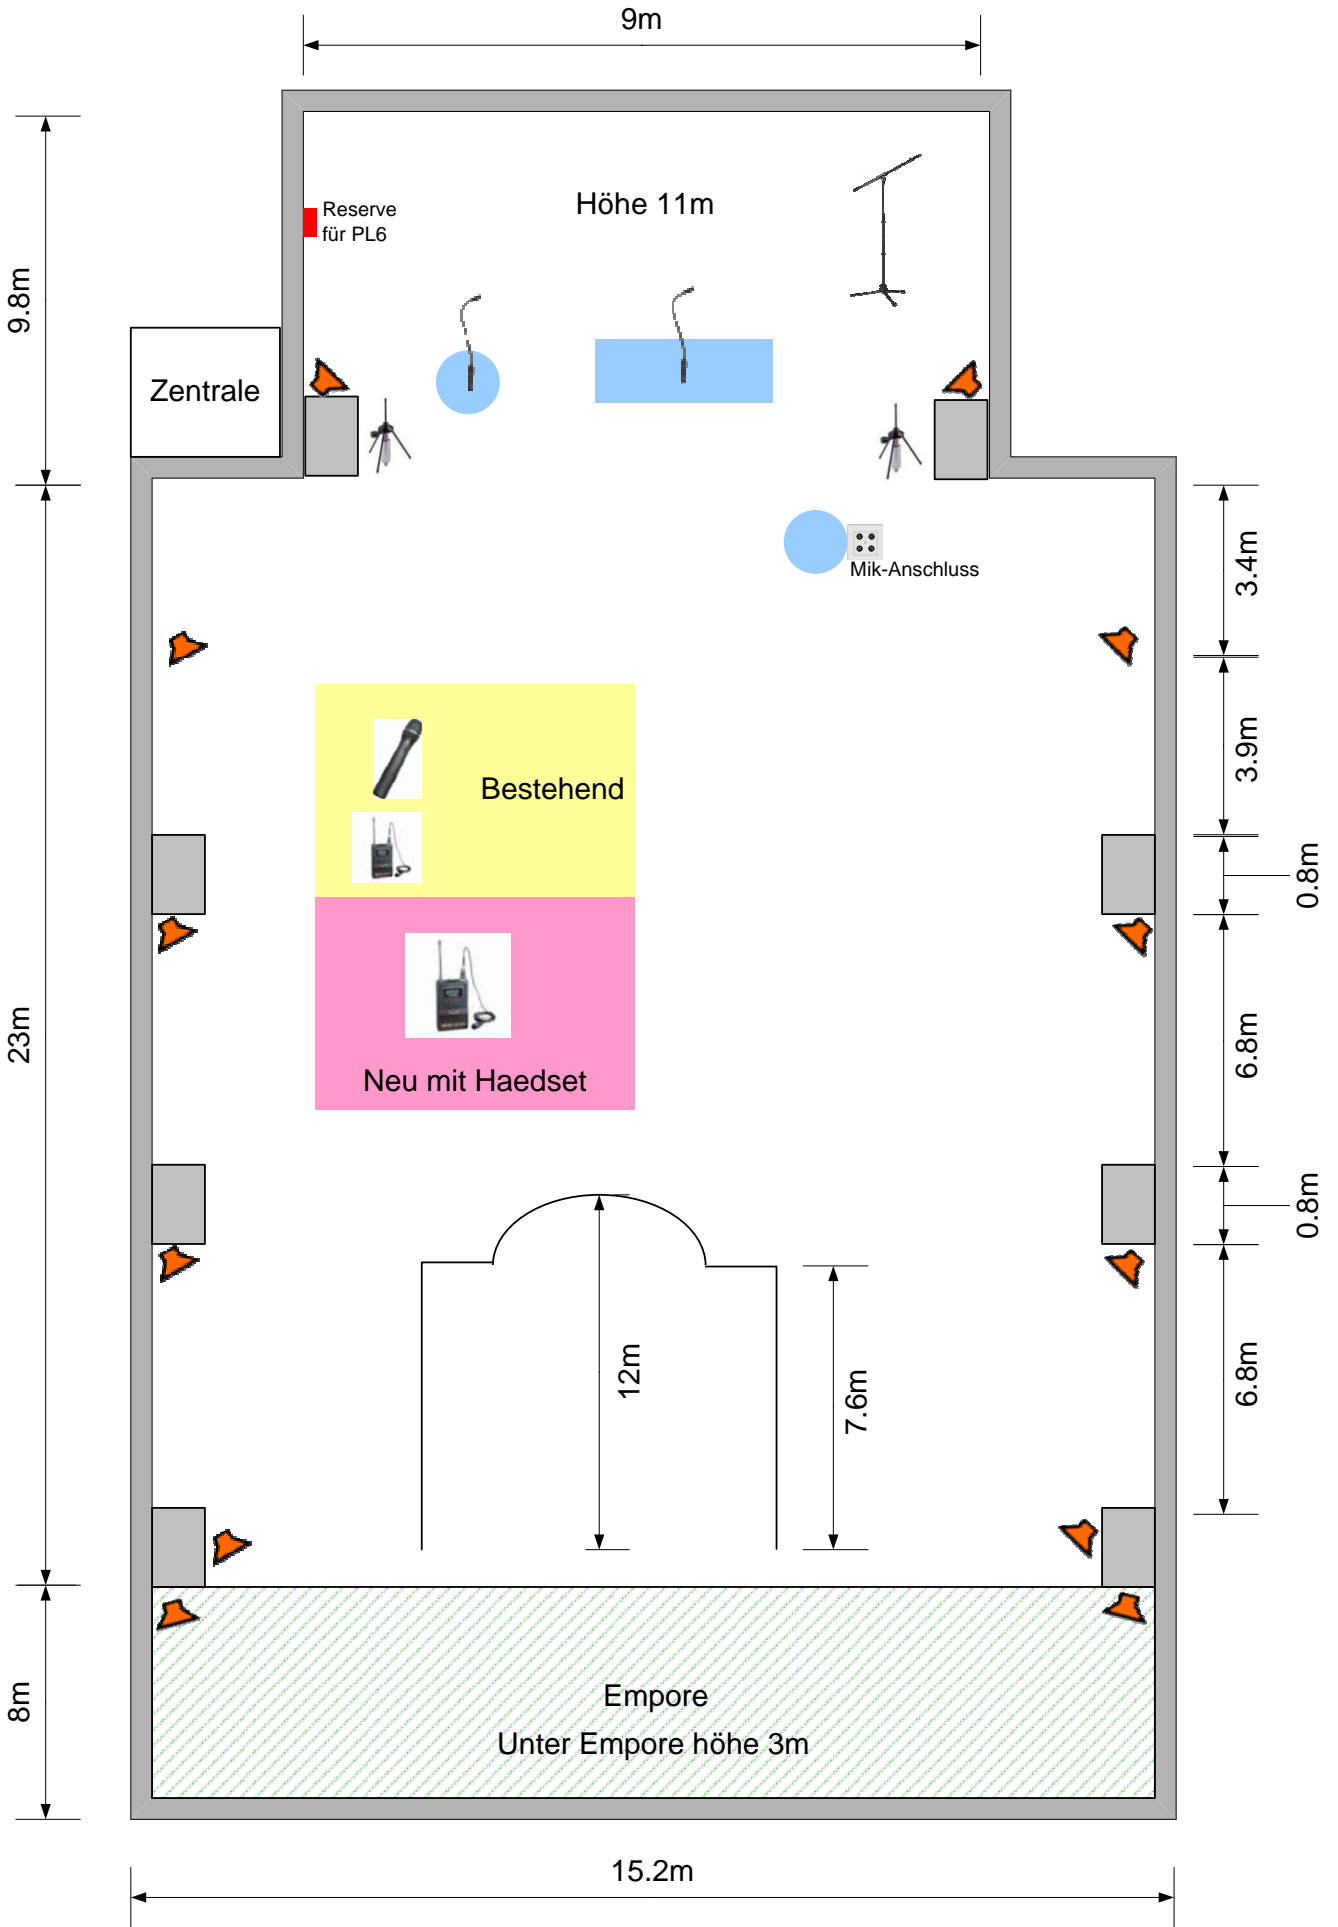 9m
Höhe 11m
Reserve
für PL6
9.8m
Zentrale
Mik-Anschluss
3.4m
3.9m
Bestehend
0.8m
23m
6.8m
Neu mit Haedset
0.8m
12m
7.6m
6.8m
8m
Empore
Unter Empore höhe 3m
15.2m